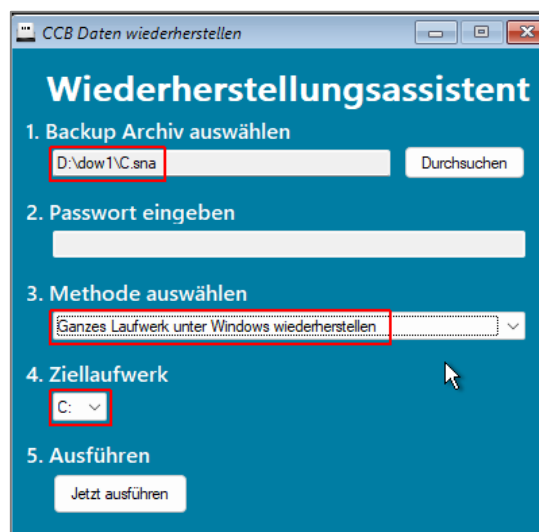 CCB Daten wiederherstellen
Wiederherstellungsassistent
1. Backup Archiv auswählen
D:\dow1\C.sna
Durchsuchen
2. Passwort eingeben
3. Methode auswählen
Ganzes Laufwerk unter Windows wiederherstellen
4. Ziellaufwerk
C:
5. Ausführen
Jetzt ausführen